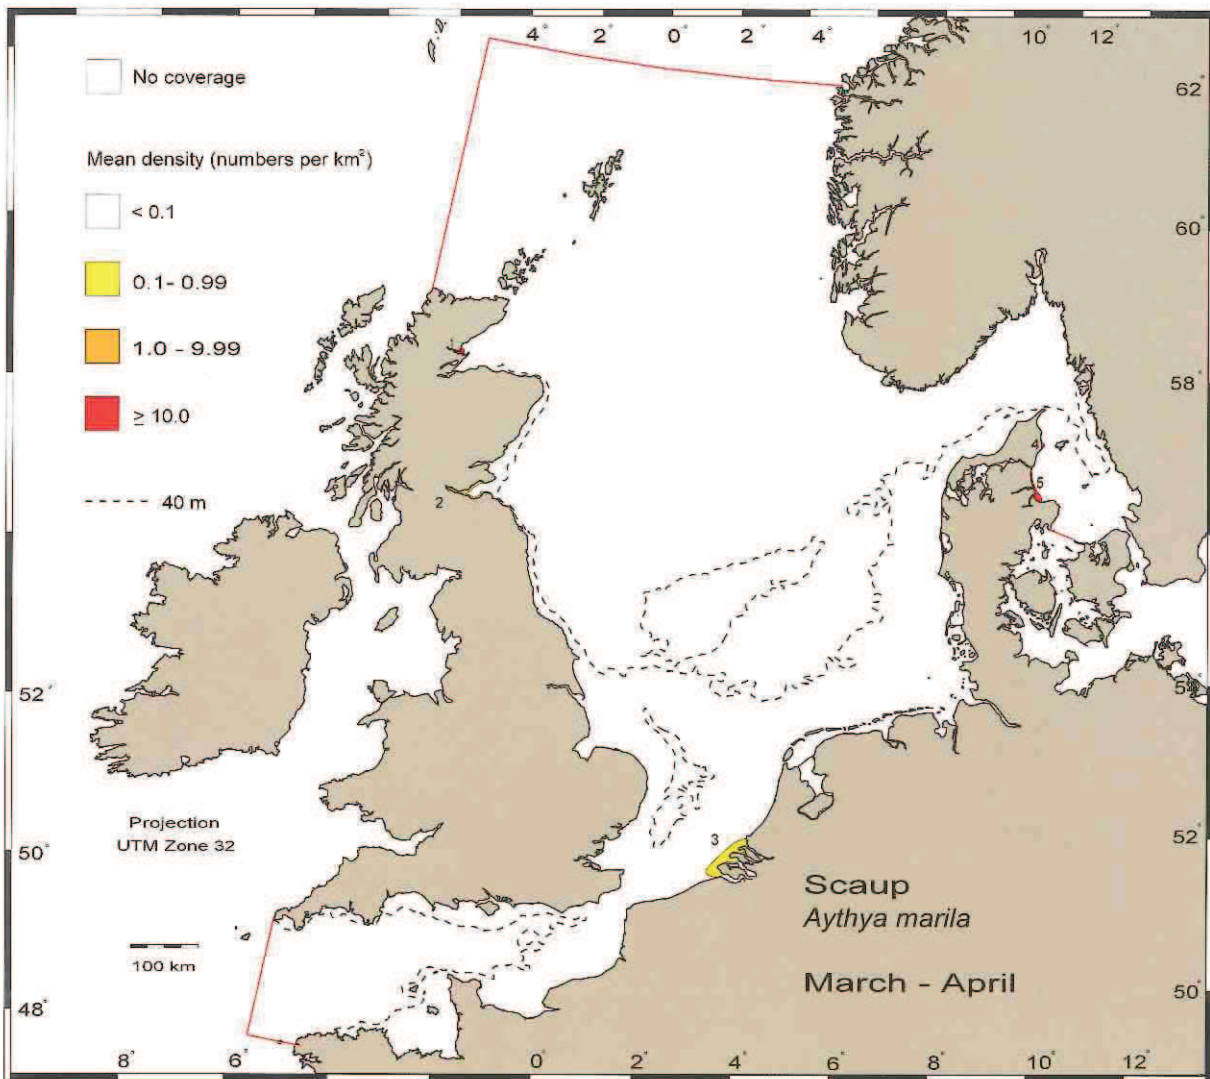 4° 2° 0° 2° 4° 10° 12°
No coverage
62°
Mean density (numbers per km²)
< 0.1
60°
0.1- 0.99
1.0 - 9.99
1
58°
≥ 10.0
4
40 m
2
5
52°
Projection
UTM Zone 32
3
52°
50°
Scaup
Aythya marila
100 km
March - April
50°
48°
8° 6° 0° 2° 4° 6° 8° 10° 12°